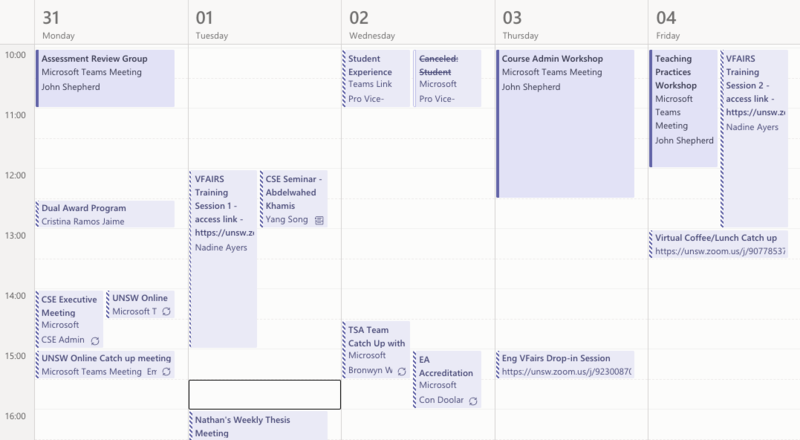 31
Monday
01
Tuesday
02
Wednesday
03
Thursday
04
Friday
10:00
11:00
12:00
13:00
14:00
15:00
16:00
Assessment Review Group
Microsoft Teams Meeting
John Shepherd
Dual Award Program
Cristina Ramos Jaime
CSE Executive
Meeting
Microsoft
CSE Admin
UNSW Online
Microsoft T
UNSW Online Catch up meeting
Microsoft Teams Meeting Em
VFAIRS
Training
Session 1 -
access link -
https://unsw.zo
Nadine Ayers
CSE Seminar -
Abdelwahed
Khamis
Yang Song
Nathan's Weekly Thesis
Meeting
Student
Experience
Teams Link
Pro Vice-
Canceled:
Student
Microsoft
Pro Vice-
TSA Team
Catch Up with
Microsoft
Bronwyn W
EA
Accreditation
Microsoft
Con Doolar
Course Admin Workshop
Microsoft Teams Meeting
John Shepherd
Eng VFairs Drop-in Session
https://unsw.zoom.us/j/92300870
Teaching
Practices
Workshop
Microsoft
Teams
Meeting
John Shepherd
VFAIRS
Training
Session 2 -
access link -
https://unsw.zo
Nadine Ayers
Virtual Coffee/Lunch Catch up
https://unsw.zoom.us/j/90778537